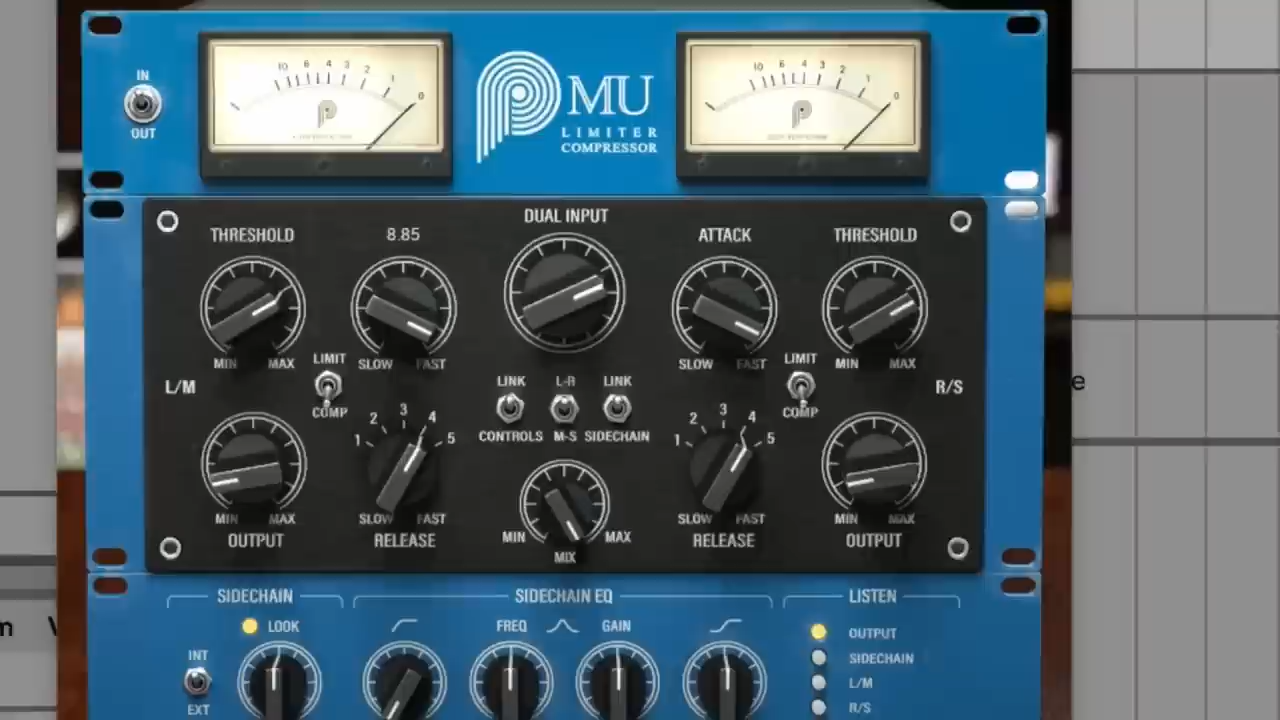 IN
OUT
10 6 4 3 2 1 0
MU
LIMITER
COMPRESSOR
10 6 4 3 2 1 0
DUAL INPUT
THRESHOLD 8.85 ATTACK THRESHOLD
MIN MAX SLOW FAST SLOW FAST MIN MAX
LIMIT LIMIT
L/M LINK L-R LINK R/S e
COMP COMP
1 2 3 4 5 1 2 3 4 5
CONTROLS M-S SIDECHAIN
MIN MAX SLOW FAST SLOW FAST MIN MAX
OUTPUT RELEASE MIN MAX RELEASE OUTPUT
MIX
SIDECHAIN SIDECHAIN EQ LISTEN
LOOK FREQ GAIN OUTPUT
INT SIDECHAIN
L/M
EXT R/S